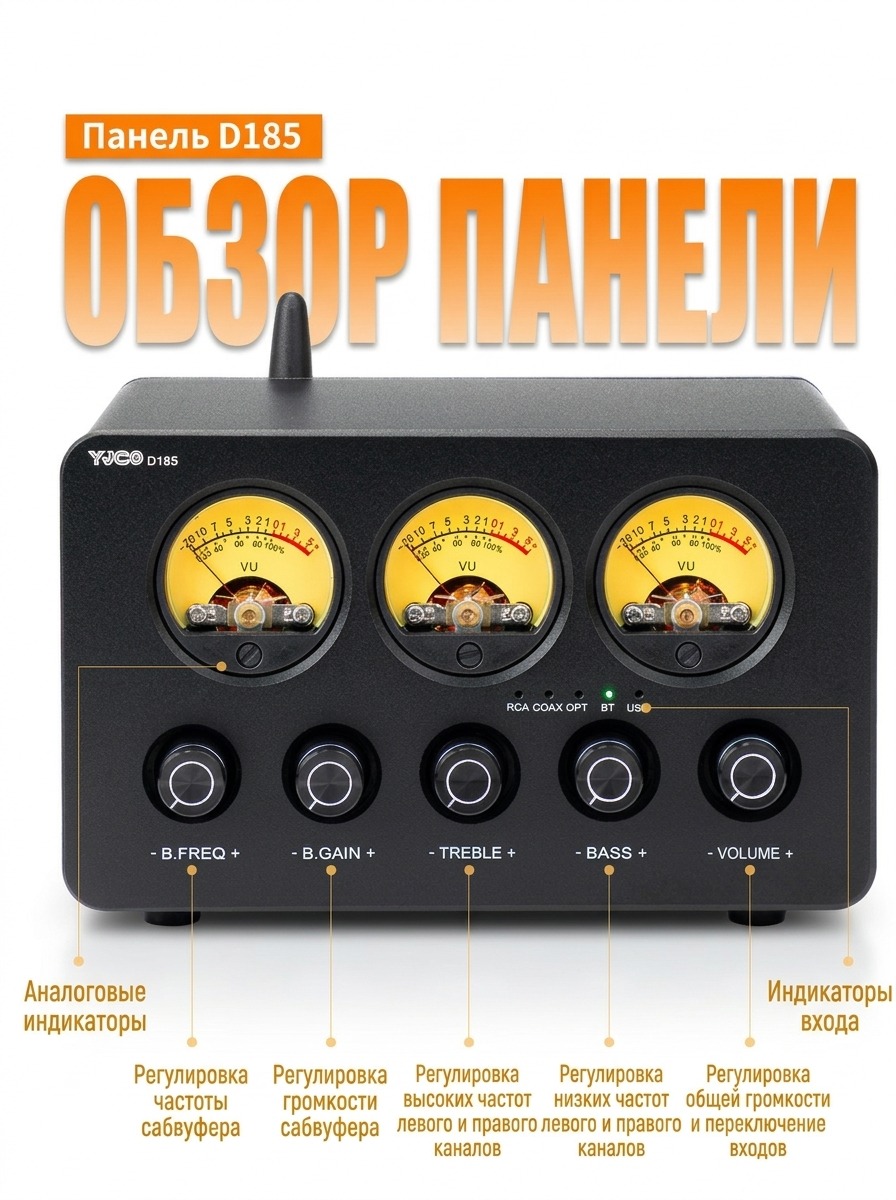 Панель D185
ОБЗОР ПАНЕЛИ
YJCO D185
VU
VU
VU
RCA COAX OPT BT
- B.FREQ + - B.GAIN + - TREBLE + - BASS + - VOLUME +
Аналоговые
индикаторы
Индикаторы
входа
Регулировка
частоты
сабвуфера
Регулировка
громкости
сабвуфера
Регулировка
высоких частот
левого и правого
каналов
Регулировка
низких частот
левого и правого
каналов
Регулировка
общей громкости
и переключение
входов